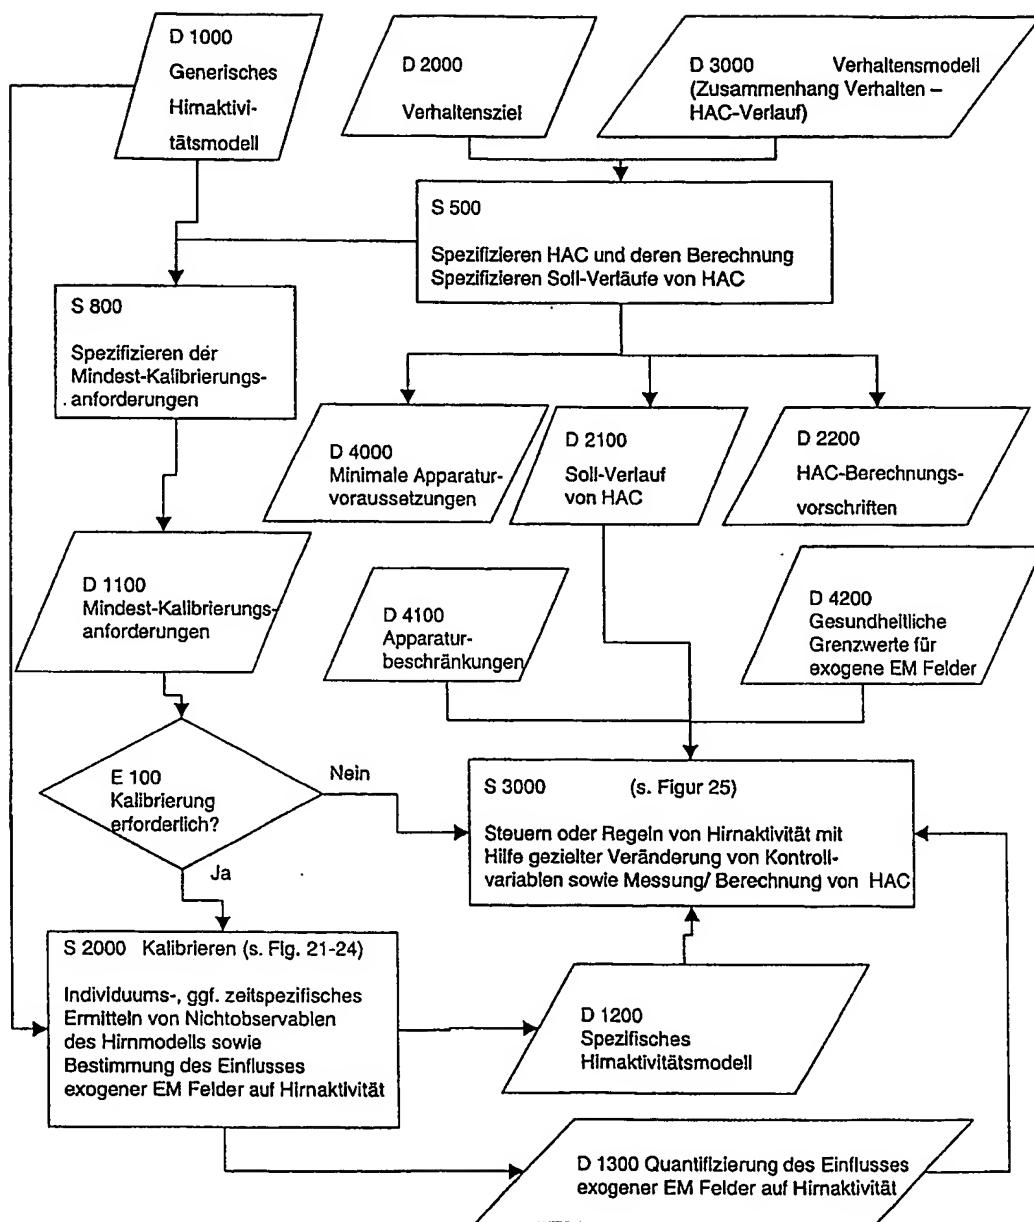 D 1000
Generisches
Hirnaktivi-
tätsmodell
D 2000
Verhaltensziel
D 3000 Verhaltensmodell
(Zusammenhang Verhalten –
HAC-Verlauf)
S 500
Spezifizieren HAC und deren Berechnung
Spezifizieren Soll-Verläufe von HAC
S 800
Spezifizieren der
Mindest-Kalibrierungs-
anforderungen
D 4000
Minimale Apparatur-
voraussetzungen
D 2100
Soll-Verlauf
von HAC
D 2200
HAC-Berechnungs-
vorschriften
D 1100
Mindest-Kalibrierungs-
anforderungen
D 4100
Apparatur-
beschränkungen
D 4200
Gesundheitliche
Grenzwerte für
exogene EM Felder
E 100
Kalibrierung
erforderlich?
Nein
Ja
S 3000 (s. Figur 25)
Steuern oder Regeln von Hirnaktivität mit
Hilfe gezielter Veränderung von Kontroll-
variablen sowie Messung/ Berechnung von HAC
S 2000 Kalibrieren (s. Fig. 21-24)
Individuums-, ggf. zeitspezifisches
Ermitteln von Nichtobservablen
des Hirnmodells sowie
Bestimmung des Einflusses
exogener EM Felder auf Hirnaktivität
D 1200
Spezifisches
Hirnaktivitätsmodell
D 1300 Quantifizierung des Einflusses
exogener EM Felder auf Hirnaktivität